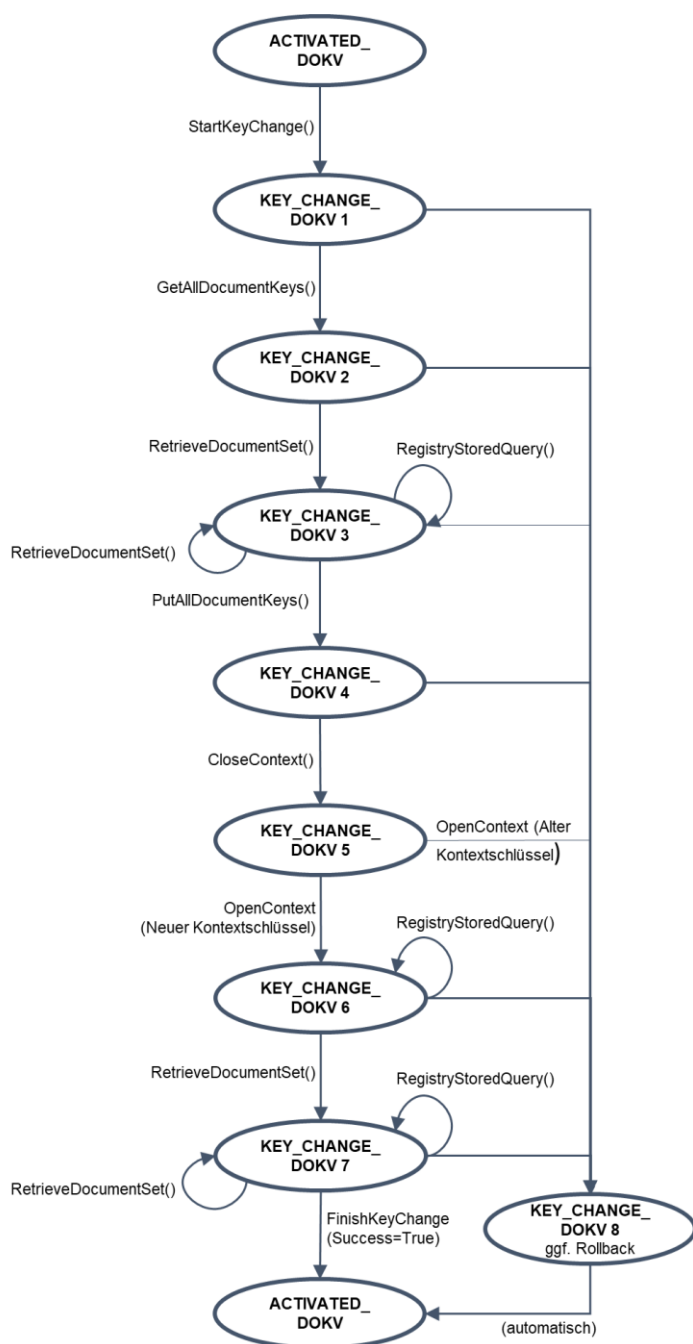 ACTIVATED_
DOKV
StartKeyChange()
KEY_CHANGE_
DOKV 1
GetAllDocumentKeys()
KEY_CHANGE_
DOKV 2
RetrieveDocumentSet()
RegistryStoredQuery()
KEY_CHANGE_
DOKV 3
RetrieveDocumentSet()
PutAllDocumentKeys()
KEY_CHANGE_
DOKV 4
CloseContext()
KEY_CHANGE_
DOKV 5
OpenContext (Alter
Kontextschlüssel)
OpenContext
(Neuer Kontextschlüssel)
RegistryStoredQuery()
KEY_CHANGE_
DOKV 6
RetrieveDocumentSet()
RegistryStoredQuery()
KEY_CHANGE_
DOKV 7
RetrieveDocumentSet()
FinishKeyChange
(Success=True)
KEY_CHANGE_
DOKV 8
ggf. Rollback
ACTIVATED_
DOKV
(automatisch)